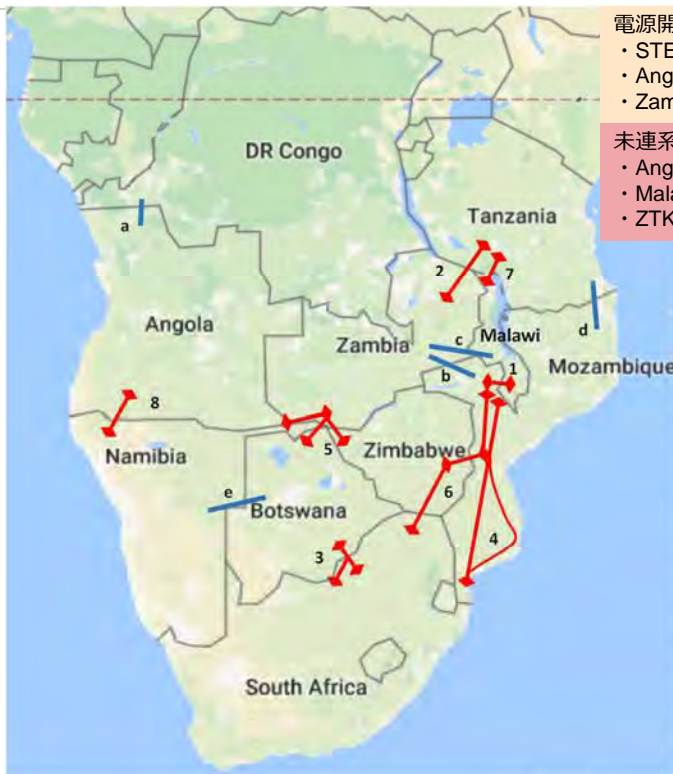 電源開
・STE
・Ang
・Zam
未連系
・Ang
・Mala
・ZTK
DR Congo
a
Tanzania
2
7
Angola
Zambia
c
Malawi
d
b
1
Mozambique
8
Namibia
5
Zimbabwe
6
e
Botswana
4
3
South Africa